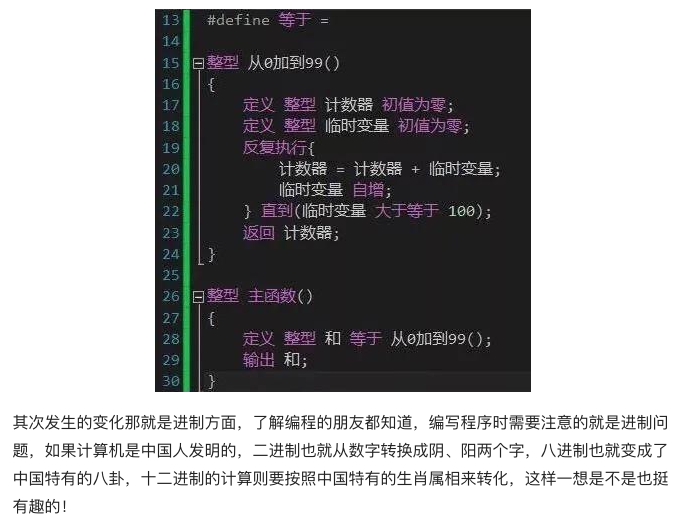 13 #define 等于 =
14
15 整型 从0加到99()
16 {
17 定义 整型 计数器 初值为零;
18 定义 整型 临时变量 初值为零;
19 反复执行{
20 计数器 = 计数器 + 临时变量;
21 临时变量 自增;
22 } 直到(临时变量 大于等于 100);
23 返回 计数器;
24 }
25
26 整型 主函数()
27 {
28 定义 整型 和 等于 从0加到99();
29 输出 和;
30 }
其次发生的变化那就是进制方面，了解编程的朋友都知道，编写程序时需要注意的就是进制问
题，如果计算机是中国人发明的，二进制也就从数字转换成阴、阳两个字，八进制也就变成了
中国特有的八卦，十二进制的计算则要按照中国特有的生肖属相来转化，这样一想是不是也挺
有趣的！